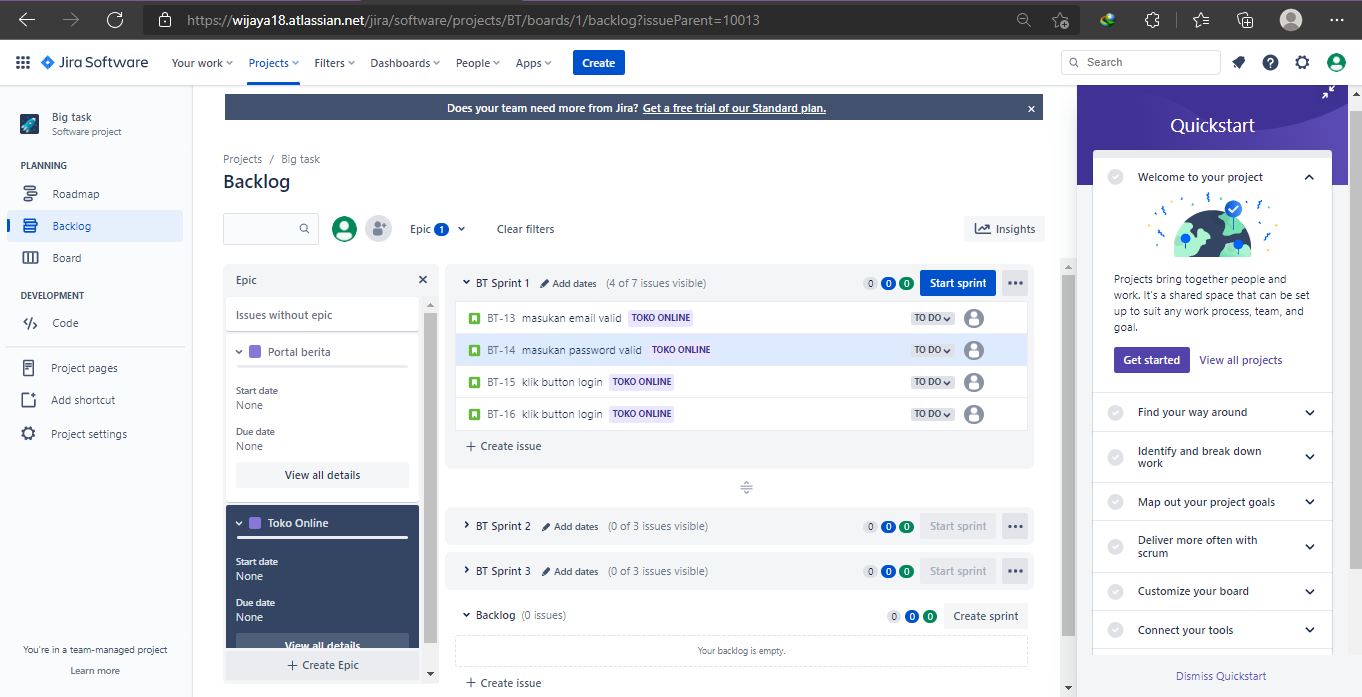 https://wijaya18.atlassian.net/jira/software/projects/BT/boards/1/backlog?issueParent=10013
Jira Software
Your work
Projects
Filters
Dashboards
People
Apps
Create
Search
Big task
Software project
PLANNING
Roadmap
Backlog
Board
DEVELOPMENT
Code
Project pages
Add shortcut
Project settings
You're in a team-managed project
Learn more
Does your team need more from Jira? Get a free trial of our Standard plan.
Projects / Big task
Backlog
Epic 1
Clear filters
Insights
Epic
Issues without epic
Portal berita
Start date
None
Due date
None
View all details
Toko Online
Start date
None
Due date
None
View all details
+ Create Epic
BT Sprint 1 Add dates (4 of 7 issues visible) 0 0 0 Start sprint
BT-13 masukan email valid TOKO ONLINE TO DO
BT-14 masukan password valid TOKO ONLINE TO DO
BT-15 klik button login TOKO ONLINE TO DO
BT-16 klik button login TOKO ONLINE TO DO
+ Create issue
BT Sprint 2 Add dates (0 of 3 issues visible) 0 0 0 Start sprint
BT Sprint 3 Add dates (0 of 3 issues visible) 0 0 0 Start sprint
Backlog (0 issues) 0 0 0 Create sprint
Your backlog is empty.
+ Create issue
Quickstart
Welcome to your project
Projects bring together people and
work. It's a shared space that can be set
up to suit any work process, team, and
goal.
Get started
View all projects
Find your way around
Identify and break down
work
Map out your project goals
Deliver more often with
scrum
Customize your board
Connect your tools
Dismiss Quickstart